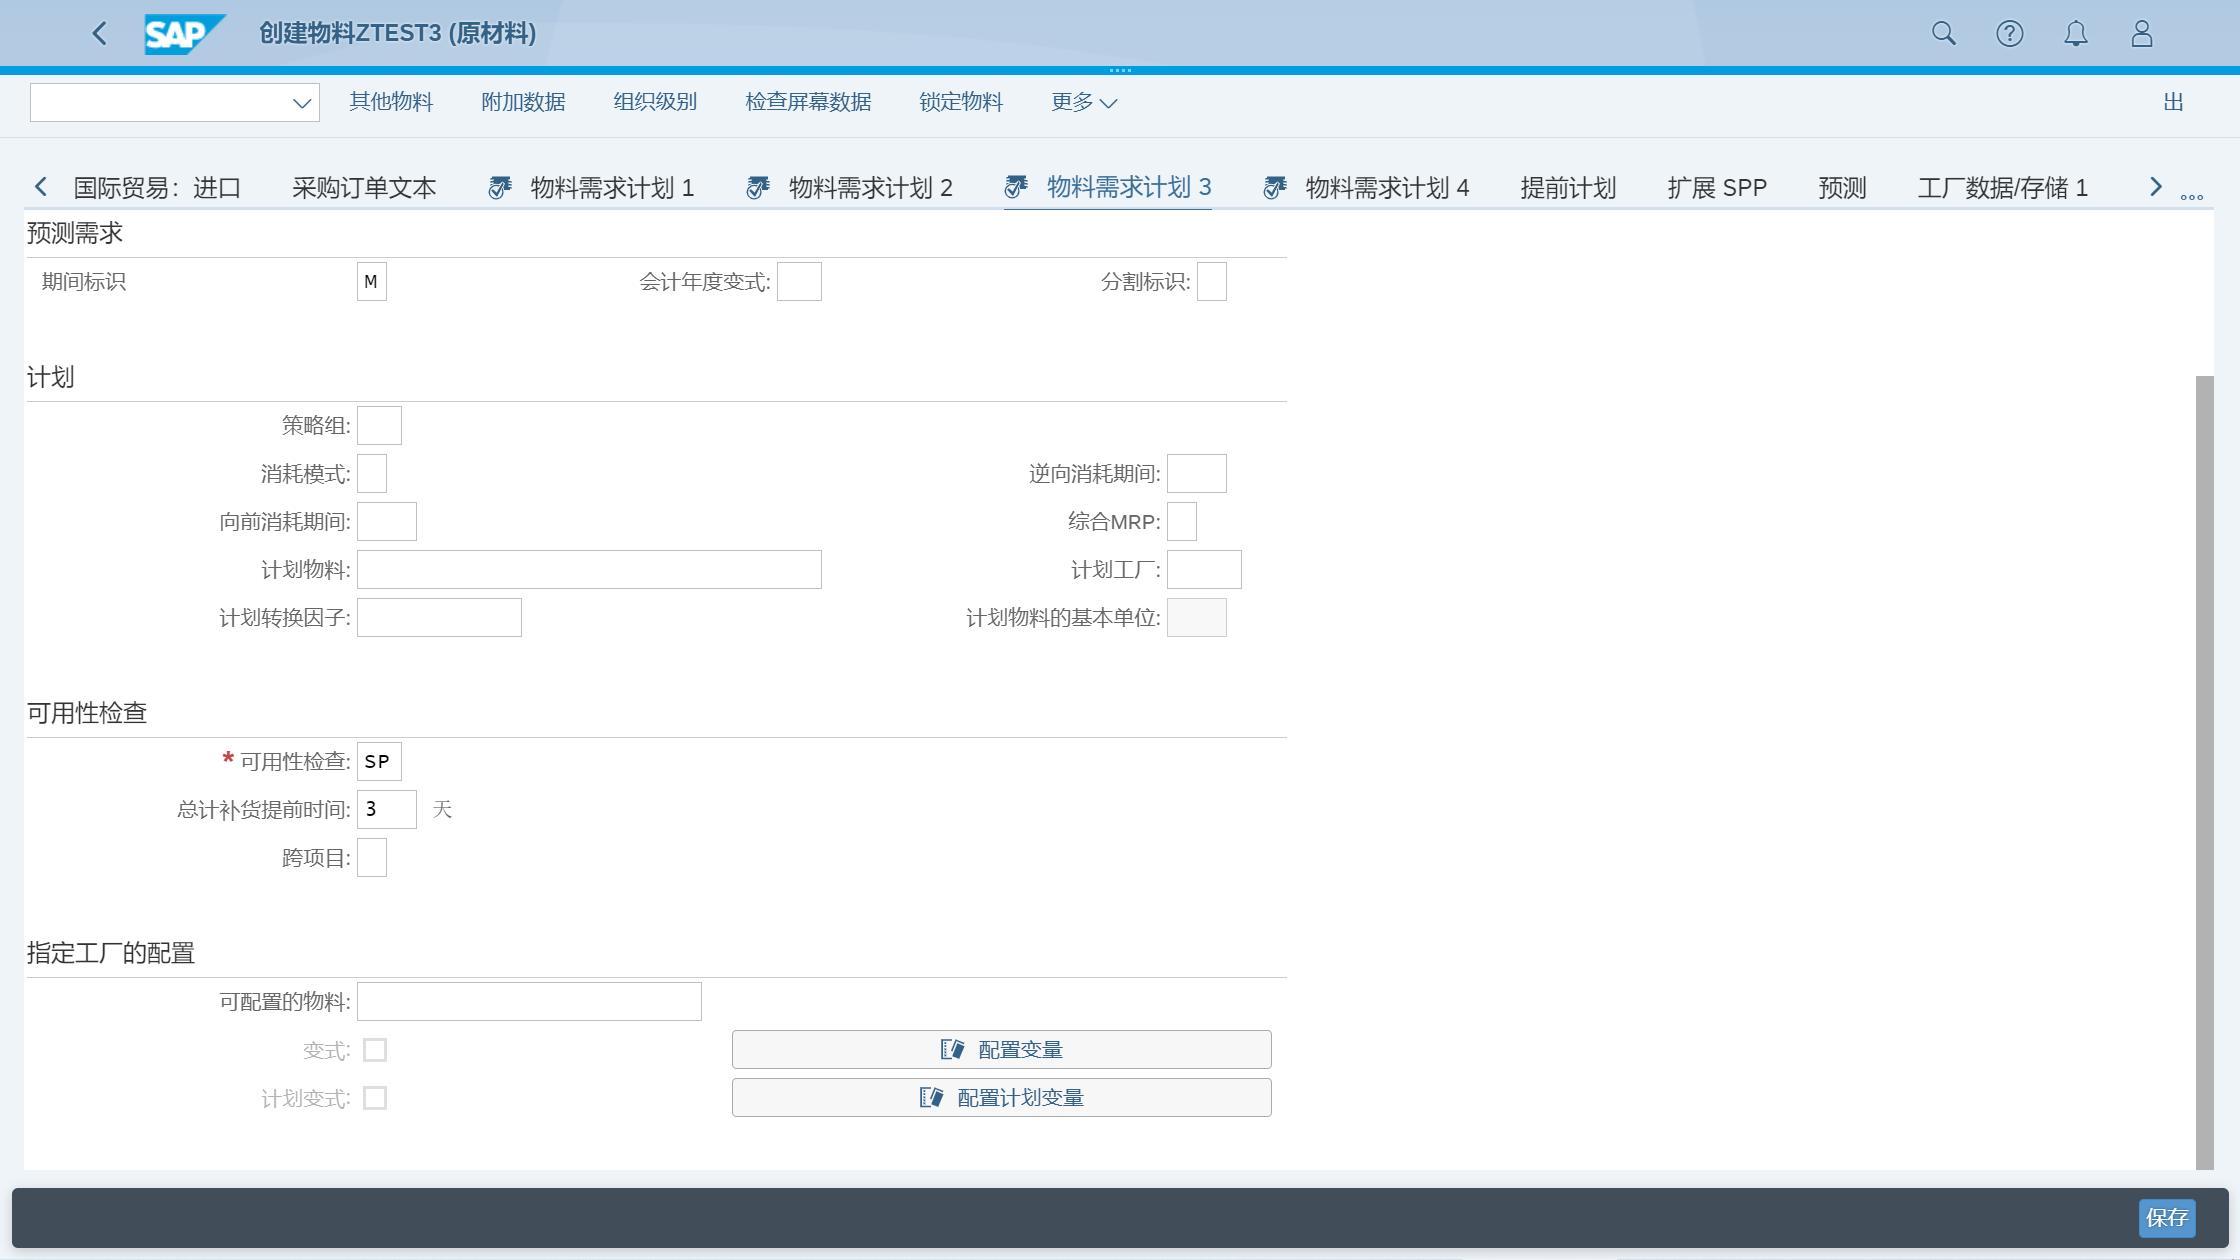 SAP 创建物料ZTEST3 (原材料)
其他物料 附加数据 组织级别 检查屏幕数据 锁定物料 更多 出
国际贸易：进口 采购订单文本 物料需求计划 1 物料需求计划 2 物料需求计划 3 物料需求计划 4 提前计划 扩展 SPP 预测 工厂数据/存储 1
预测需求
期间标识 M 会计年度变式: 分割标识:
计划
策略组:
消耗模式: 逆向消耗期间:
向前消耗期间: 综合MRP:
计划物料: 计划工厂:
计划转换因子: 计划物料的基本单位:
可用性检查
* 可用性检查: SP
总计补货提前时间: 3 天
跨项目:
指定工厂的配置
可配置的物料:
变式: 配置变量
计划变式: 配置计划变量
保存